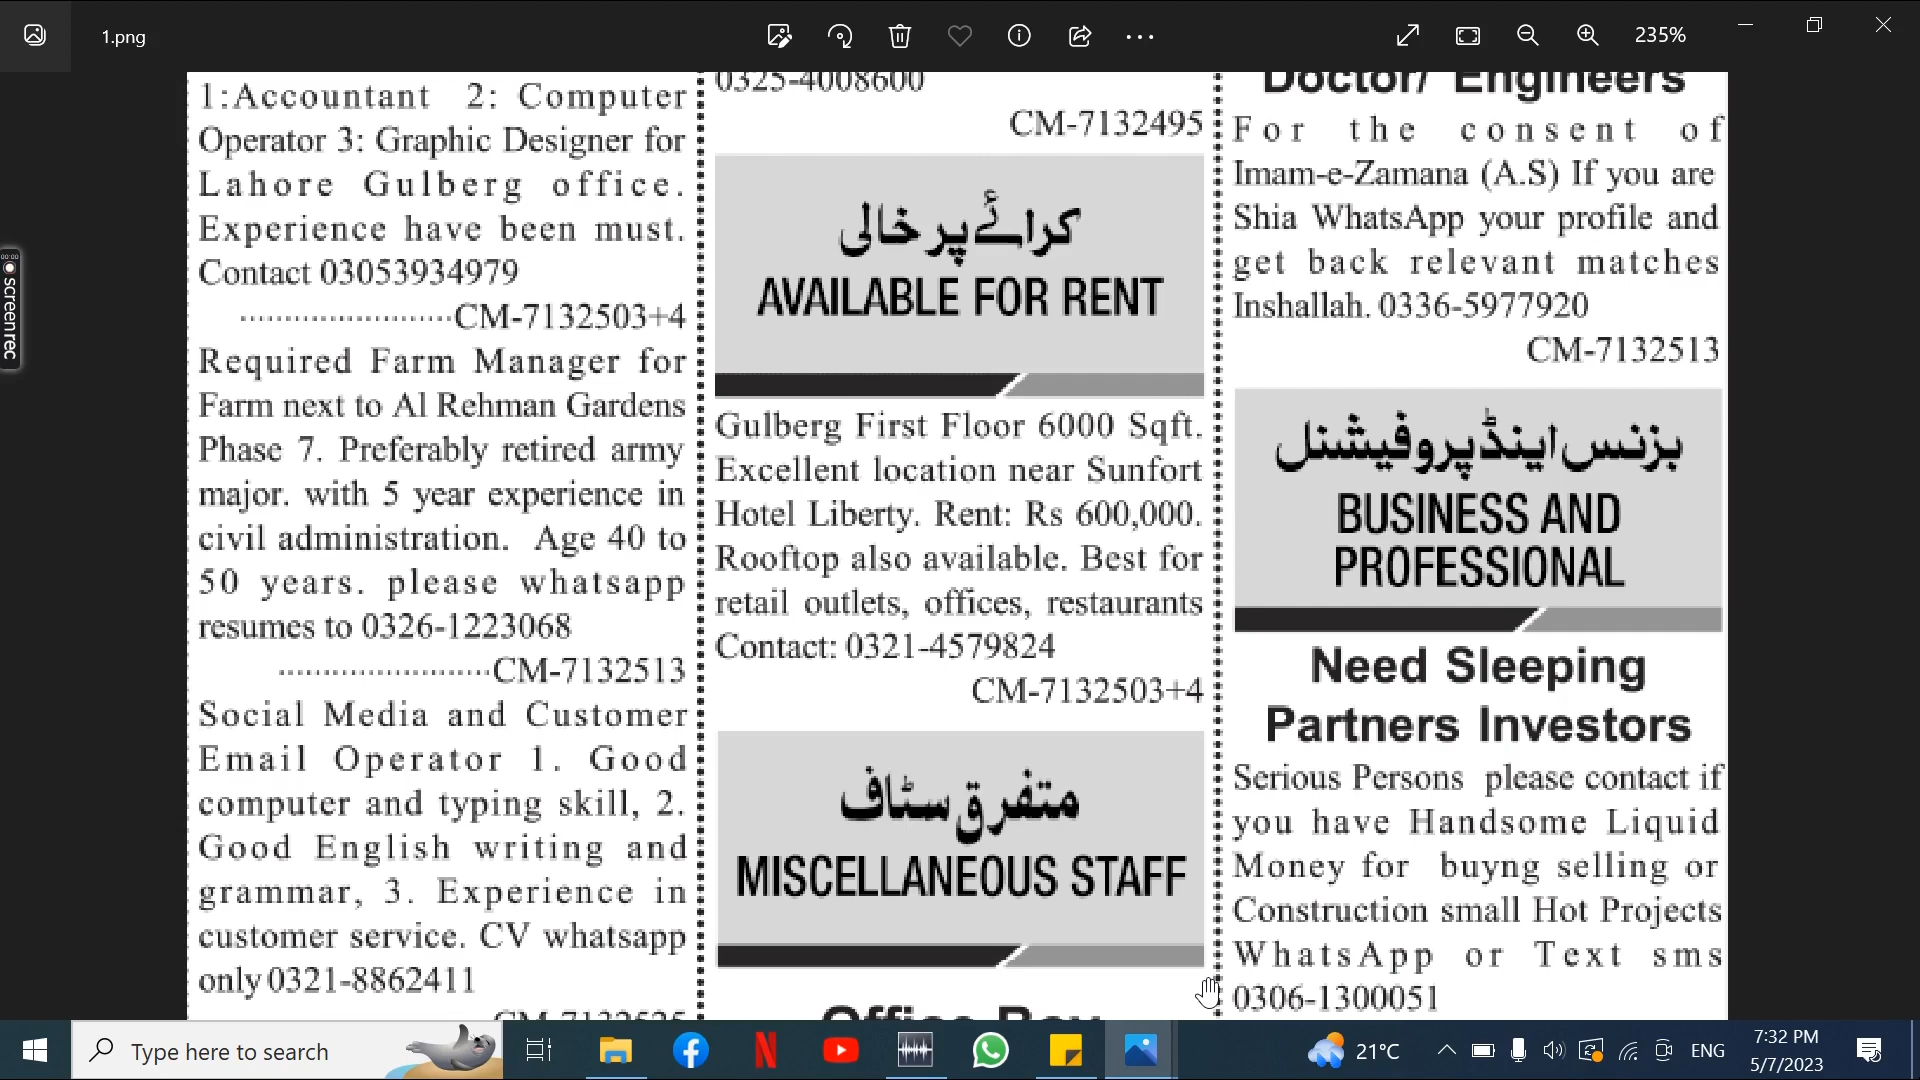 1.png
235%
1:Accountant 2: Computer
Operator 3: Graphic Designer for
Lahore Gulberg office.
Experience have been must.
Contact 03053934979
CM-7132503+4
Required Farm Manager for
Farm next to Al Rehman Gardens
Phase 7. Preferably retired army
major. with 5 year experience in
civil administration. Age 40 to
50 years. please whatsapp
resumes to 0326-1223068
CM-7132513
Social Media and Customer
Email Operator 1. Good
computer and typing skill, 2.
Good English writing and
grammar, 3. Experience in
customer service. CV whatsapp
only 0321-8862411
CM-7132525
0325-4008600
CM-7132495
کرائے پر خالی
AVAILABLE FOR RENT
Gulberg First Floor 6000 Sqft.
Excellent location near Sunfort
Hotel Liberty. Rent: Rs 600,000.
Rooftop also available. Best for
retail outlets, offices, restaurants
Contact: 0321-4579824
CM-7132503+4
متفرق سٹاف
MISCELLANEOUS STAFF
Office Boy
Doctor/ Engineers
For the consent of
Imam-e-Zamana (A.S) If you are
Shia WhatsApp your profile and
get back relevant matches
Inshallah. 0336-5977920
CM-7132513
بزنس اینڈ پروفیشنل
BUSINESS AND
PROFESSIONAL
Need Sleeping
Partners Investors
Serious Persons please contact if
you have Handsome Liquid
Money for buyng selling or
Construction small Hot Projects
WhatsApp or Text sms
0306-1300051
00:00
screenrec
Type here to search
21°C
ENG
7:32 PM
5/7/2023